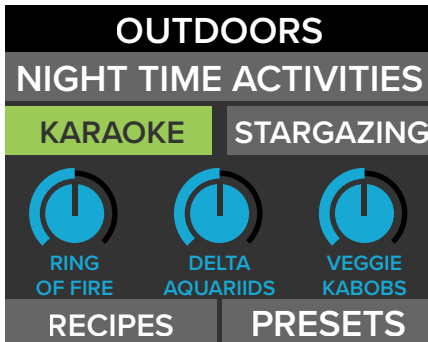 OUTDOORS
NIGHT TIME ACTIVITIES
KARAOKE STARGAZING
RING DELTA VEGGIE
OF FIRE AQUARIIDS KABOBS
RECIPES PRESETS